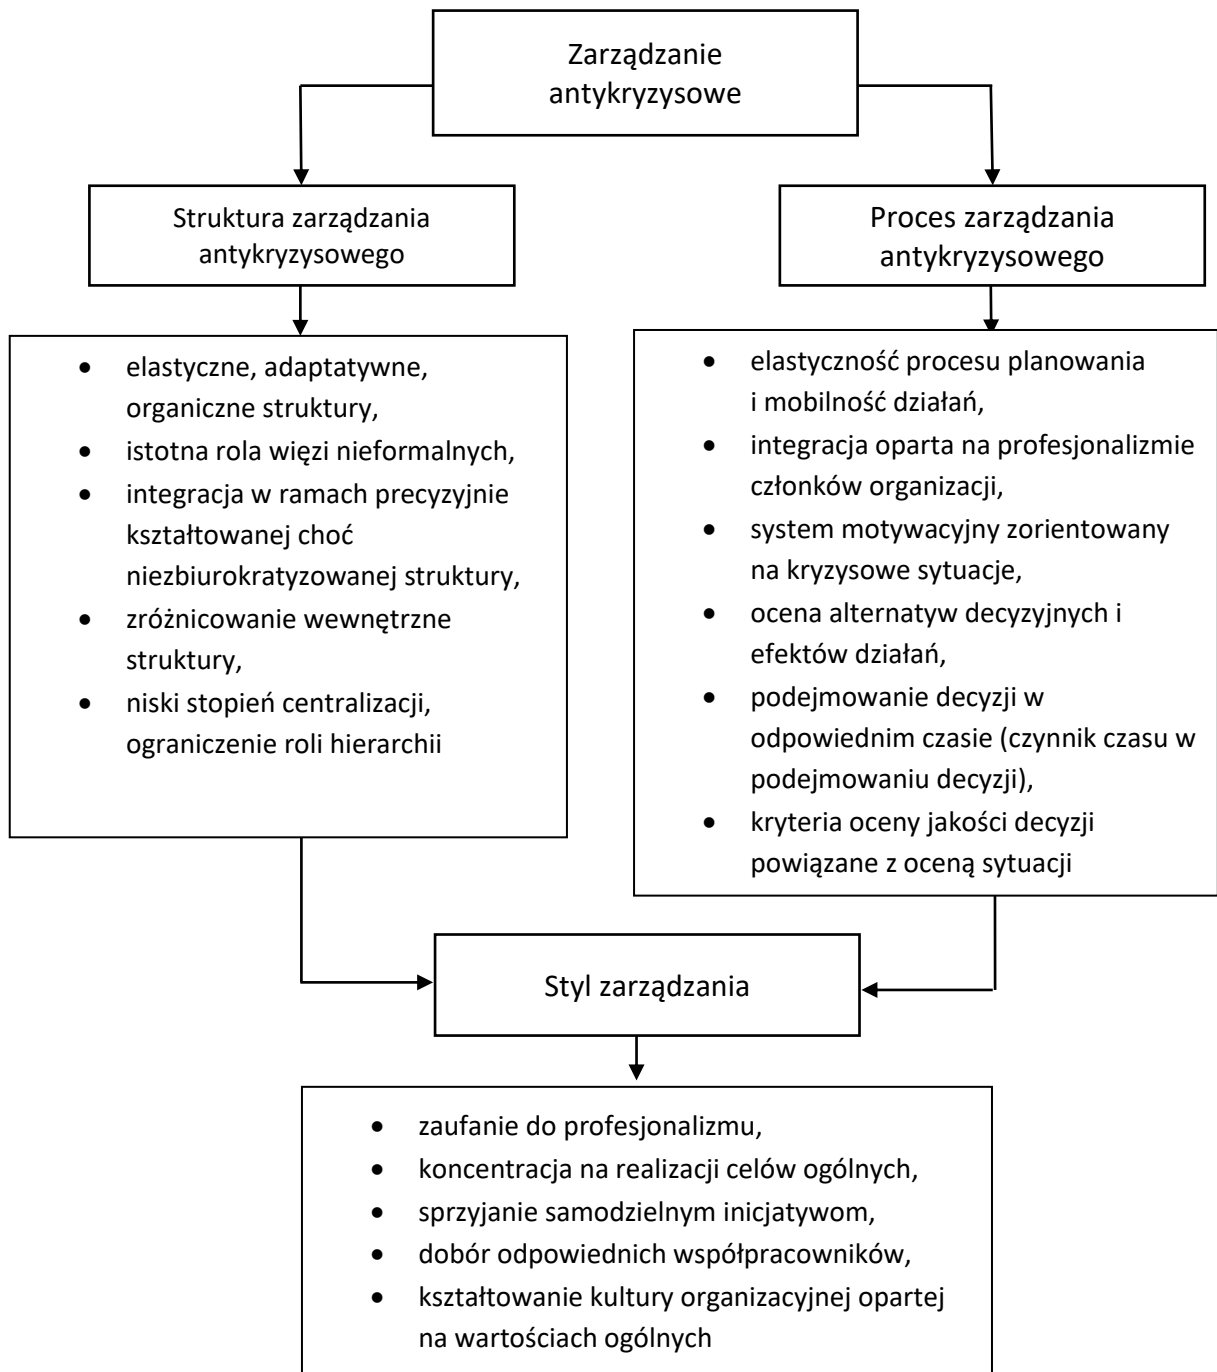 Zarządzanie
antykryzysowe
Struktura zarządzania
antykryzysowego
Proces zarządzania
antykryzysowego
• elastyczne, adaptatywne,
organiczne struktury,
• istotna rola więzi nieformalnych,
• integracja w ramach precyzyjnie
kształtowanej choć
niezbiurokratyzowanej struktury,
• zróżnicowanie wewnętrzne
struktury,
• niski stopień centralizacji,
ograniczenie roli hierarchii
• elastyczność procesu planowania
i mobilność działań,
• integracja oparta na profesjonalizmie
członków organizacji,
• system motywacyjny zorientowany
na kryzysowe sytuacje,
• ocena alternatyw decyzyjnych i
efektów działań,
• podejmowanie decyzji w
odpowiednim czasie (czynnik czasu w
podejmowaniu decyzji),
• kryteria oceny jakości decyzji
powiązane z oceną sytuacji
Styl zarządzania
• zaufanie do profesjonalizmu,
• koncentracja na realizacji celów ogólnych,
• sprzyjanie samodzielnym inicjatywom,
• dobór odpowiednich współpracowników,
• kształtowanie kultury organizacyjnej opartej
na wartościach ogólnych